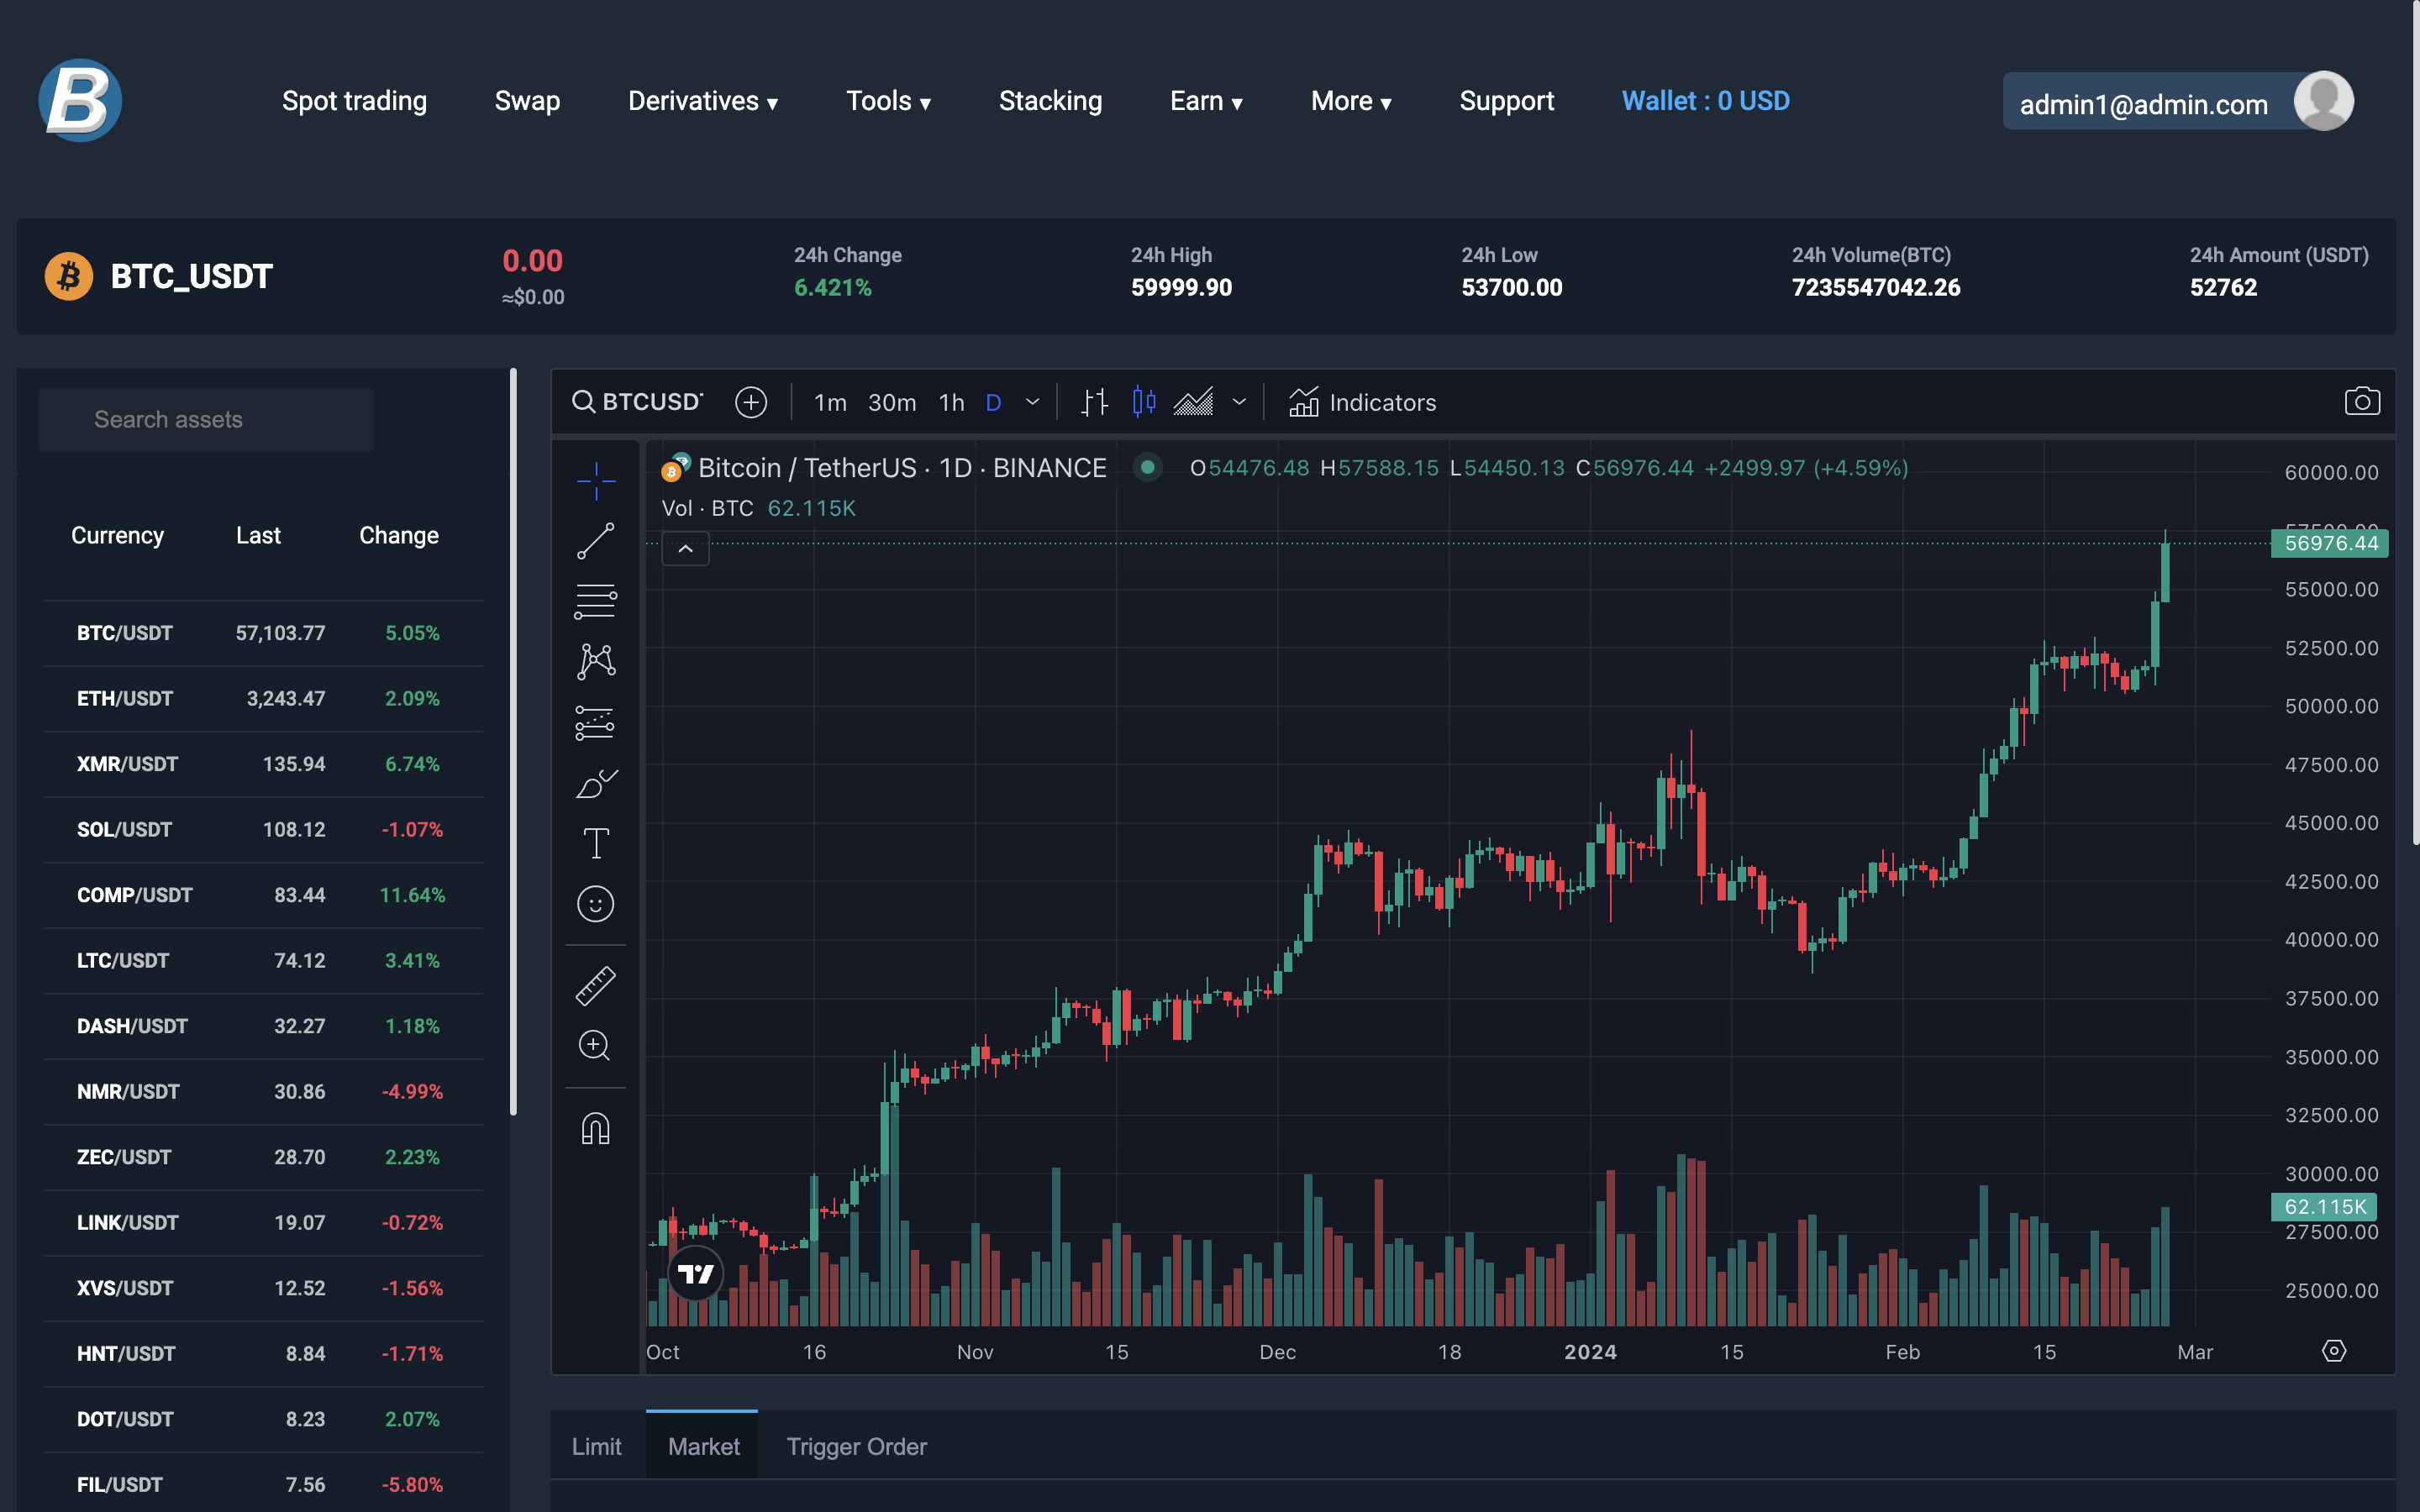 B
Spot trading Swap Derivatives ▾ Tools ▾ Stacking Earn ▾ More ▾ Support Wallet : 0 USD admin1@admin.com
BTC_USDT
0.00
≈$0.00
24h Change
6.421%
24h High
59999.90
24h Low
53700.00
24h Volume(BTC)
7235547042.26
24h Amount (USDT)
52762
Search assets
Currency Last Change
BTC/USDT 57,103.77 5.05%
ETH/USDT 3,243.47 2.09%
XMR/USDT 135.94 6.74%
SOL/USDT 108.12 -1.07%
COMP/USDT 83.44 11.64%
LTC/USDT 74.12 3.41%
DASH/USDT 32.27 1.18%
NMR/USDT 30.86 -4.99%
ZEC/USDT 28.70 2.23%
LINK/USDT 19.07 -0.72%
XVS/USDT 12.52 -1.56%
HNT/USDT 8.84 -1.71%
DOT/USDT 8.23 2.07%
FIL/USDT 7.56 -5.80%
BTCUSD 1m 30m 1h D Indicators
Bitcoin / TetherUS · 1D · BINANCE O54476.48 H57588.15 L54450.13 C56976.44 +2499.97 (+4.59%)
Vol · BTC 62.115K
60000.00
56976.44
55000.00
52500.00
50000.00
47500.00
45000.00
42500.00
40000.00
37500.00
35000.00
32500.00
30000.00
62.115K
27500.00
25000.00
Oct 16 Nov 15 Dec 18 2024 15 Feb 15 Mar
Limit Market Trigger Order